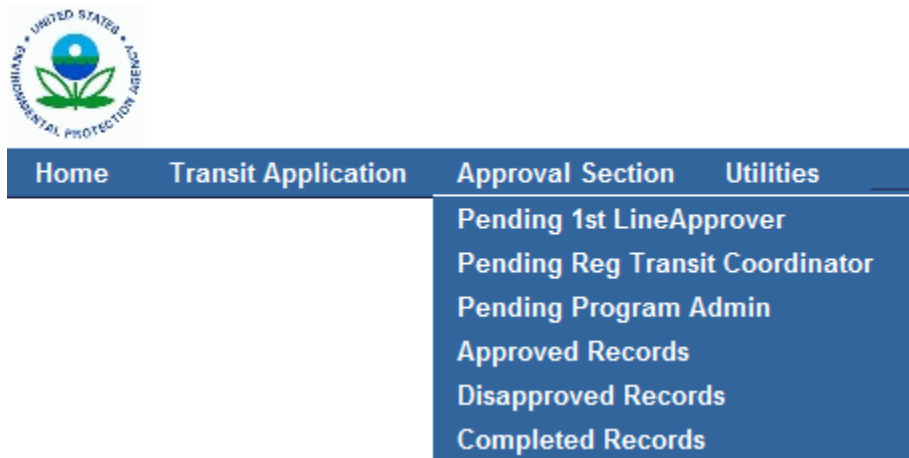 UNITED STATES
ENVIRONMENTAL PROTECTION AGENCY
Home Transit Application Approval Section Utilities
Pending 1st LineApprover
Pending Reg Transit Coordinator
Pending Program Admin
Approved Records
Disapproved Records
Completed Records